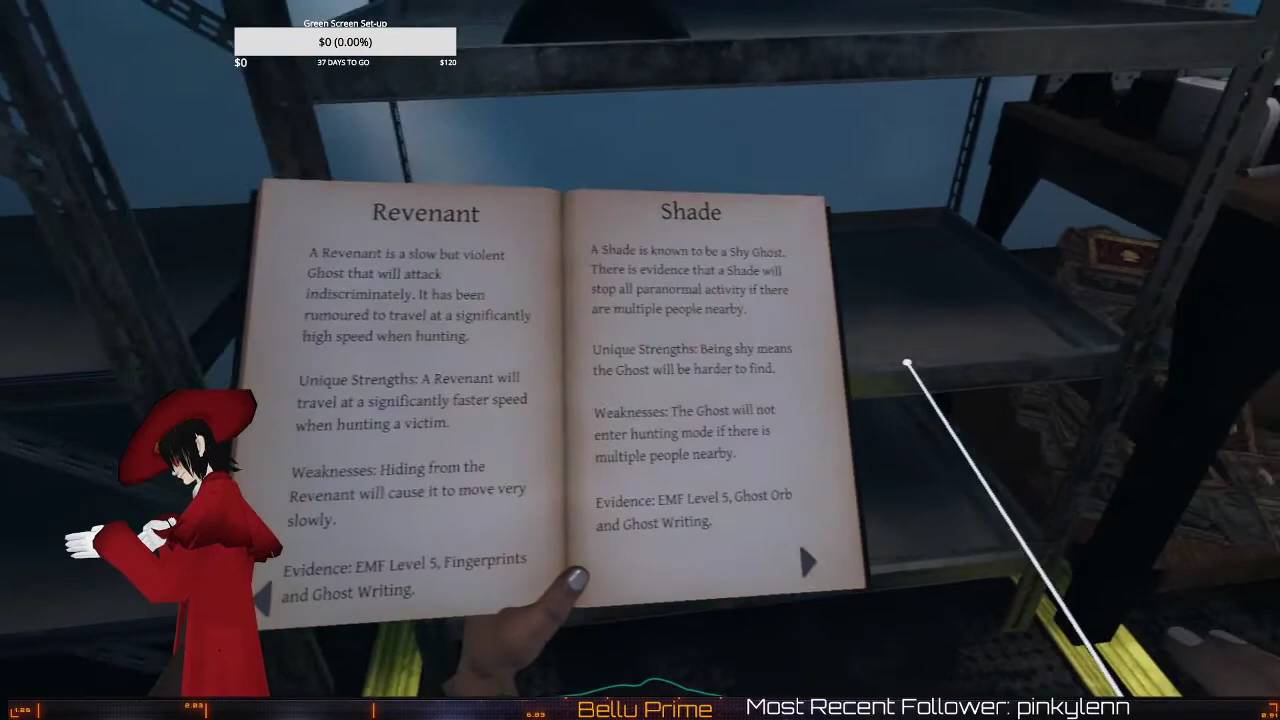 Green Screen Set-up
$0 (0.00%)
$0
37 DAYS TO GO
$120
Revenant
A Revenant is a slow but violent
Ghost that will attack
indiscriminately. It has been
rumoured to travel at a significantly
high speed when hunting.
Unique Strengths: A Revenant will
travel at a significantly faster speed
when hunting a victim.
Weaknesses: Hiding from the
Revenant will cause it to move very
slowly.
Evidence: EMF Level 5, Fingerprints
and Ghost Writing.
Shade
A Shade is known to be a Shy Ghost.
There is evidence that a Shade will
stop all paranormal activity if there
are multiple people nearby.
Unique Strengths: Being shy means
the Ghost will be harder to find.
Weaknesses: The Ghost will not
enter hunting mode if there is
multiple people nearby.
Evidence: EMF Level 5, Ghost Orb
and Ghost Writing.
Bellu Prime
Most Recent Follower: pinkylenn